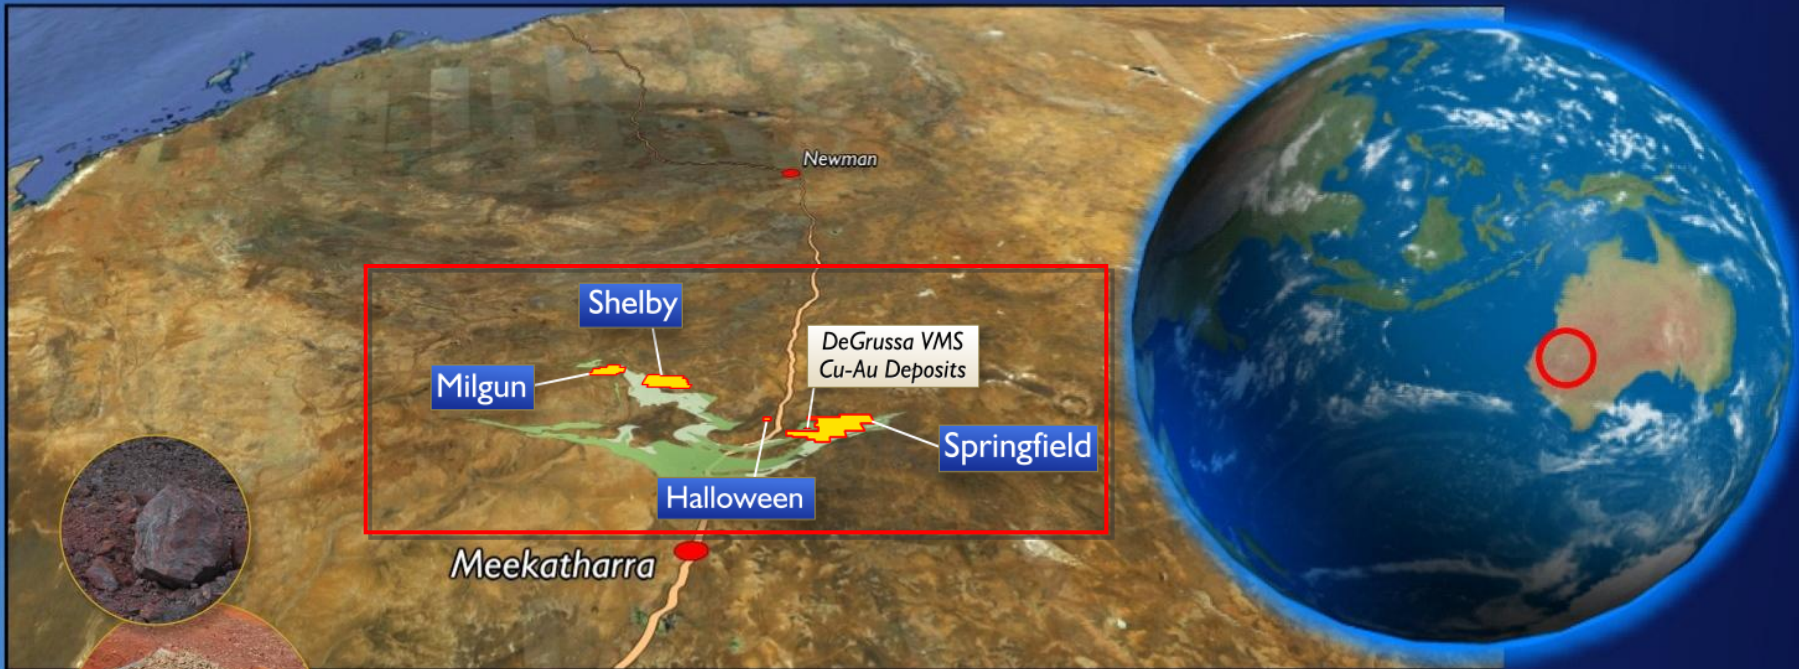 Newman
Shelby
DeGrussa VMS
Cu-Au Deposits
Milgun
Springfield
Halloween
Meekatharra